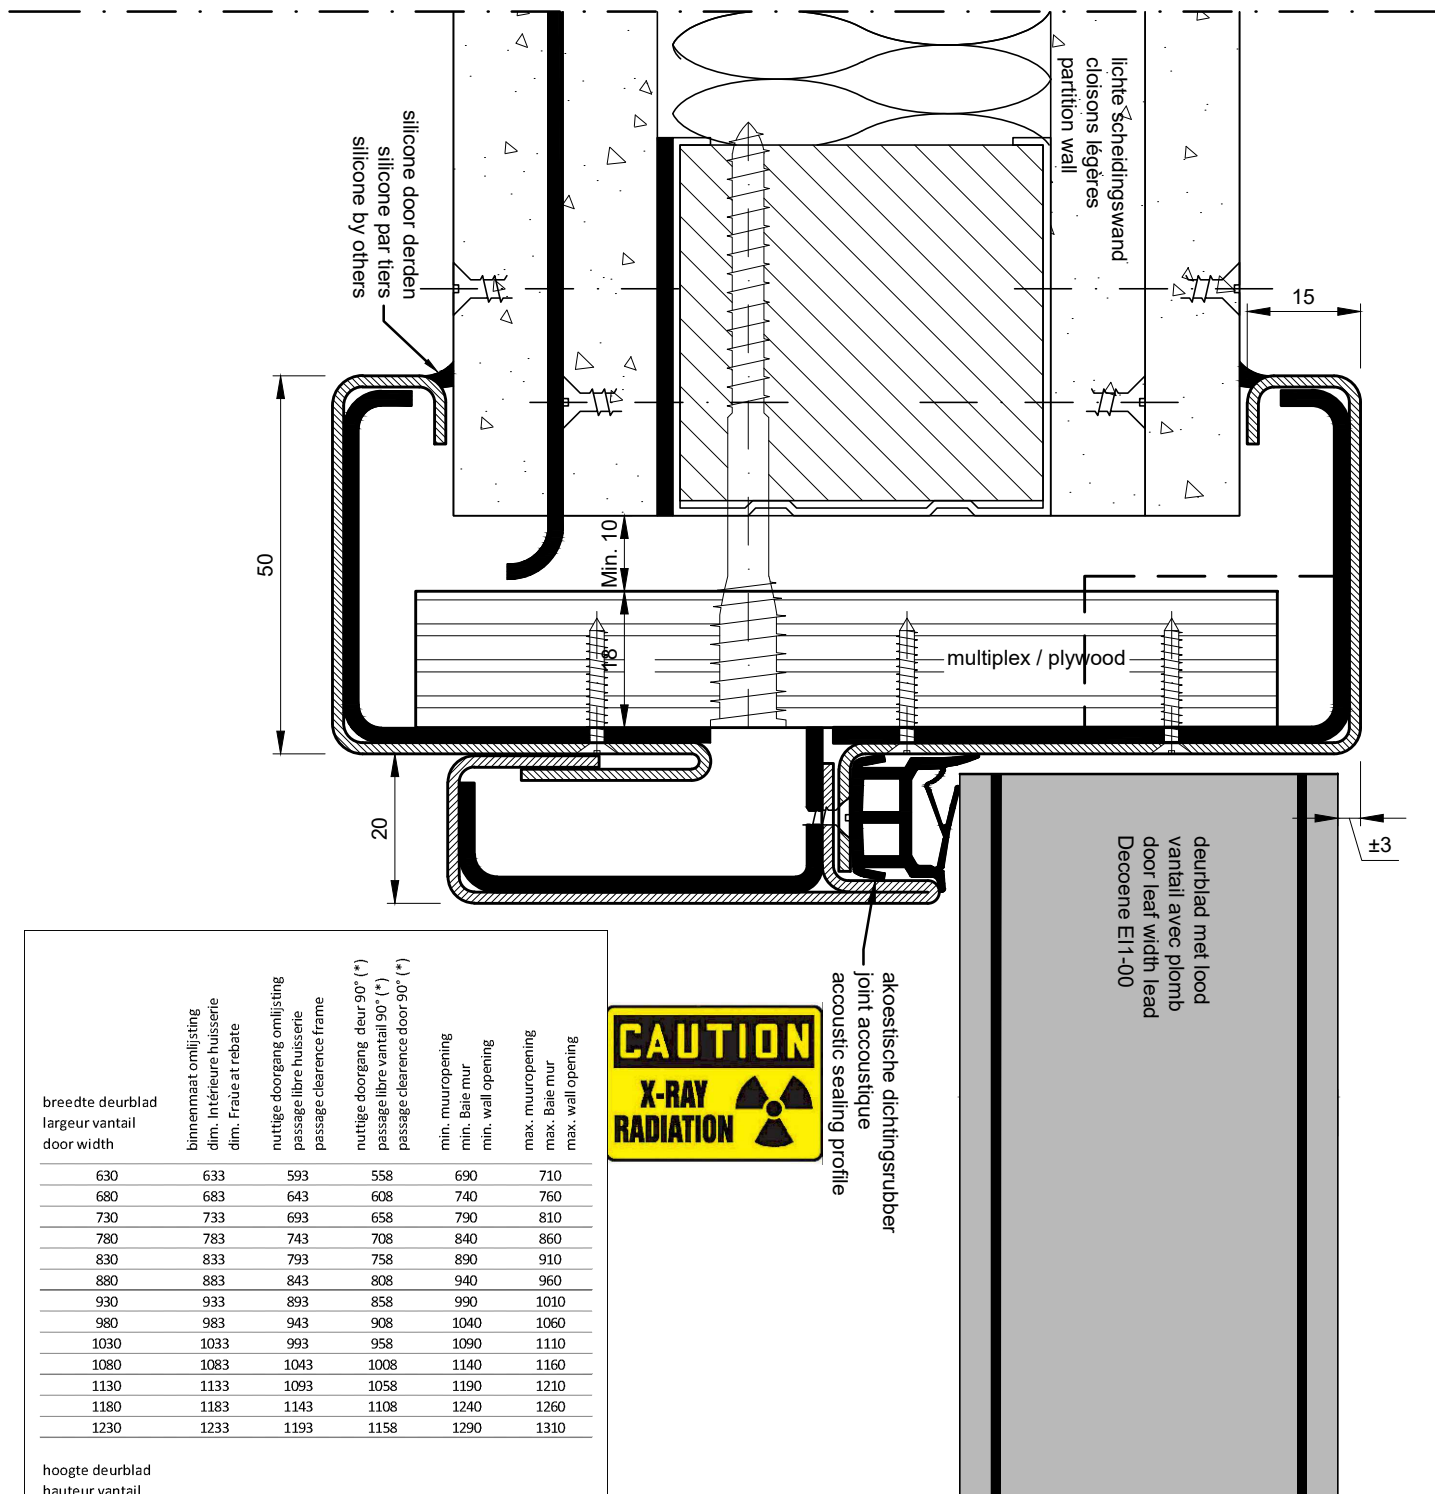 lichte scheidingswand
cloisons légères
partition wall
silicone door derden
silicone par tiers
silicone by others
15
50
Min. 10
18
multiplex / plywood
20
±3
deurblad met lood
vantail avec plomb
door leaf width lead
Decoene EI1-00
akoestische dichtingsrubber
joint accoustique
accoustic sealing profile
CAUTION
X-RAY
RADIATION
breedte deurblad
largeur vantail
door width
binnenmaat omlijsting
dim. Intérieure huisserie
dim. Fraùe at rebate
nuttige doorgang omlijsting
passage libre huisserie
passage clearence frame
nuttige doorgang deur 90° (*)
passage libre vantail 90° (*)
passage clearence door 90° (*)
min. muuropening
min. Baie mur
min. wall opening
max. muuropening
max. Baie mur
max. wall opening
630 633 593 558 690 710
680 683 643 608 740 760
730 733 693 658 790 810
780 783 743 708 840 860
830 833 793 758 890 910
880 883 843 808 940 960
930 933 893 858 990 1010
980 983 943 908 1040 1060
1030 1033 993 958 1090 1110
1080 1083 1043 1008 1140 1160
1130 1133 1093 1058 1190 1210
1180 1183 1143 1108 1240 1260
1230 1233 1193 1158 1290 1310
hoogte deurblad
hauteur vantail